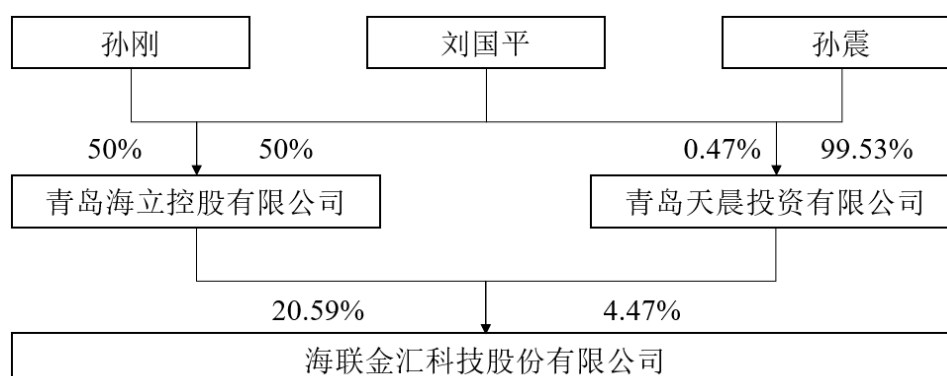 孙刚
刘国平
孙震
50%
50%
0.47%
99.53%
青岛海立控股有限公司
青岛天晨投资有限公司
20.59%
4.47%
海联金汇科技股份有限公司